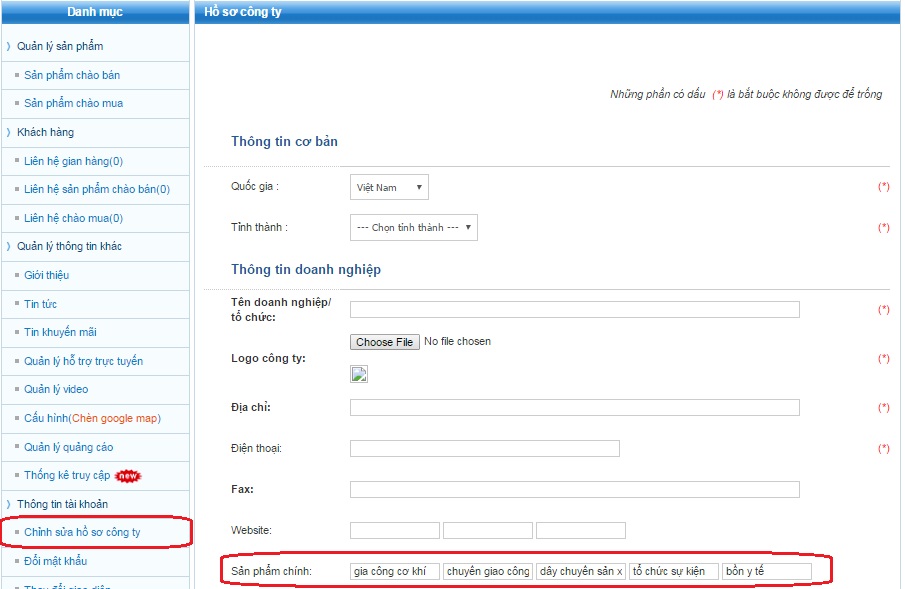 Danh mục
Quản lý sản phẩm
Sản phẩm chào bán
Sản phẩm chào mua
Khách hàng
Liên hệ gian hàng(0)
Liên hệ sản phẩm chào bán(0)
Liên hệ chào mua(0)
Quản lý thông tin khác
Giới thiệu
Tin tức
Tin khuyến mãi
Quản lý hỗ trợ trực tuyến
Quản lý video
Cấu hình(Chèn google map)
Quản lý quảng cáo
Thống kê truy cập new
Thông tin tài khoản
Chỉnh sửa hồ sơ công ty
Đổi mật khẩu
Thay đổi giao diện
Hồ sơ công ty
Những phần có dấu (*) là bắt buộc không được để trống
Thông tin cơ bản
Quốc gia : Việt Nam (*)
Tỉnh thành : --- Chọn tỉnh thành --- (*)
Thông tin doanh nghiệp
Tên doanh nghiệp/
tổ chức: (*)
Choose File No file chosen
Logo công ty: (*)
Địa chỉ: (*)
Điện thoại: (*)
Fax:
Website:
Sản phẩm chính: gia công cơ khí chuyên giao công dây chuyên sản x tổ chức sự kiện bồn y tế